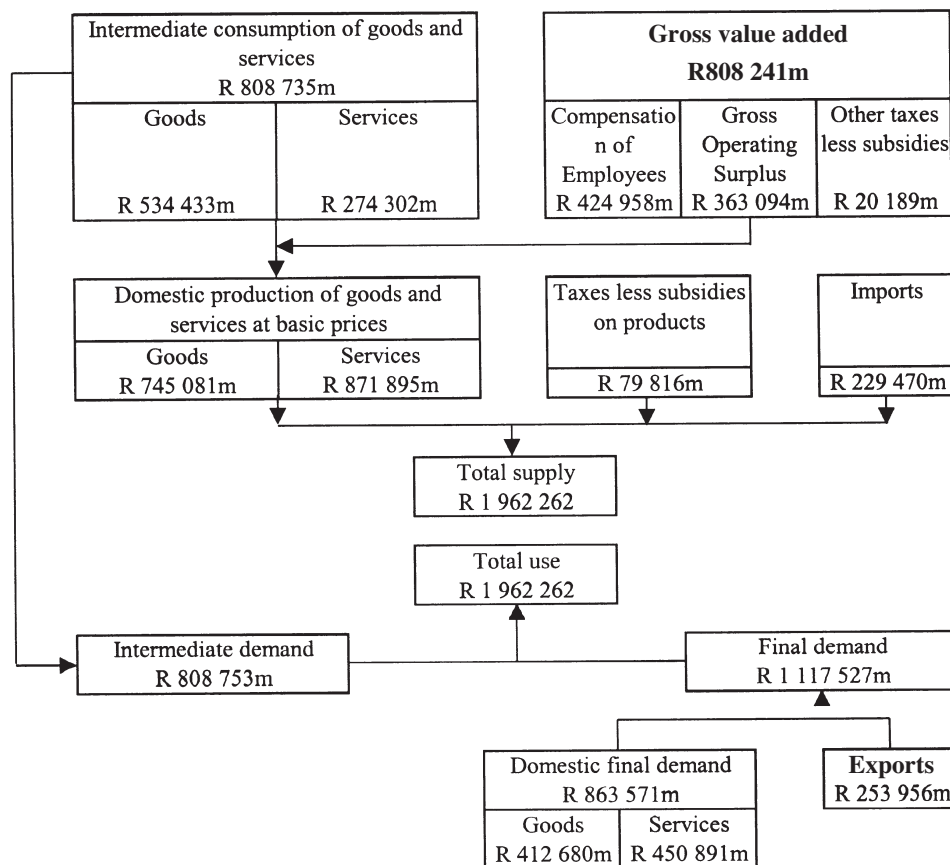 Intermediate consumption of goods and
services
R 808 735m
Goods
R 534 433m
Services
R 274 302m
Gross value added
R808 241m
Compensatio
n of
Employees
R 424 958m
Gross
Operating
Surplus
R 363 094m
Other taxes
less subsidies
R 20 189m
Domestic production of goods and
services at basic prices
Goods
R 745 081m
Services
R 871 895m
Taxes less subsidies
on products
R 79 816m
Imports
R 229 470m
Total supply
R 1 962 262
Total use
R 1 962 262
Intermediate demand
R 808 753m
Final demand
R 1 117 527m
Domestic final demand
R 863 571m
Goods
R 412 680m
Services
R 450 891m
Exports
R 253 956m